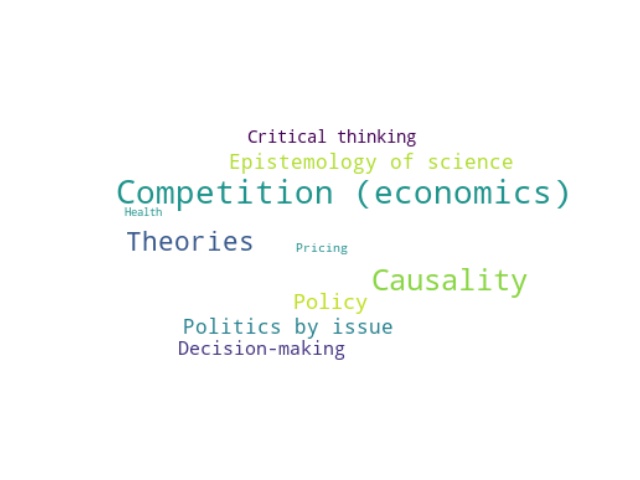 Critical thinking
Epistemology of science
Competition (economics)
Health
Theories
Pricing
Causality
Policy
Politics by issue
Decision-making